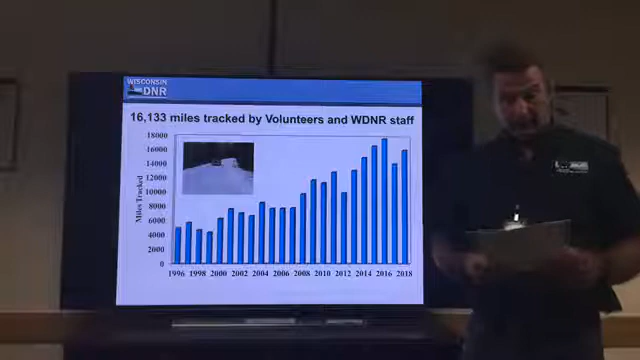 WISCONSIN
DNR
16,133 miles tracked by Volunteers and WDNR staff
18000
16000
14000
12000
10000
8000
6000
4000
2000
0
Miles Tracked
1996 1998 2000 2002 2004 2006 2008 2010 2012 2014 2016 2018